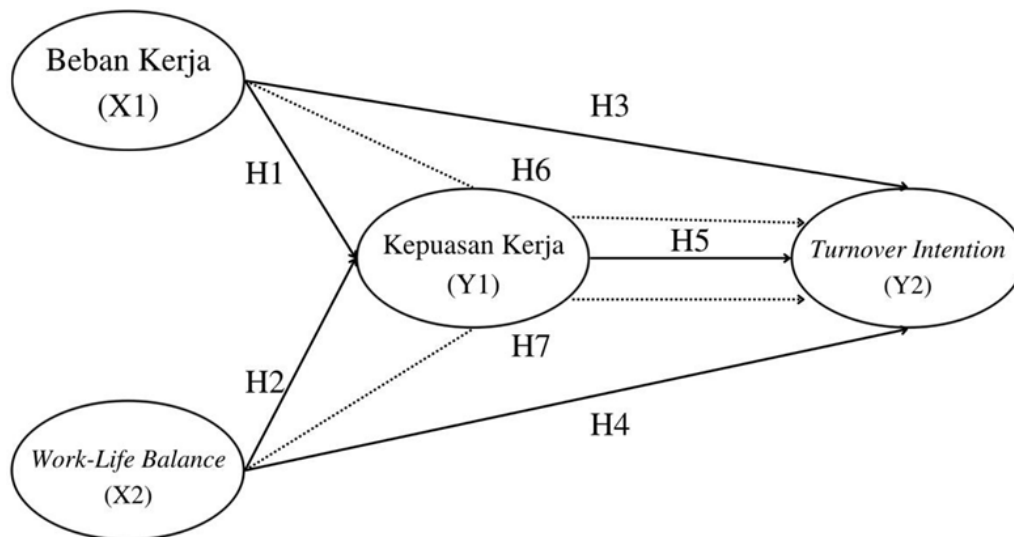 Beban Kerja
(X1)
H3
H1
H6
Kepuasan Kerja
(Y1)
H5
Turnover Intention
(Y2)
H7
H2
H4
Work-Life Balance
(X2)